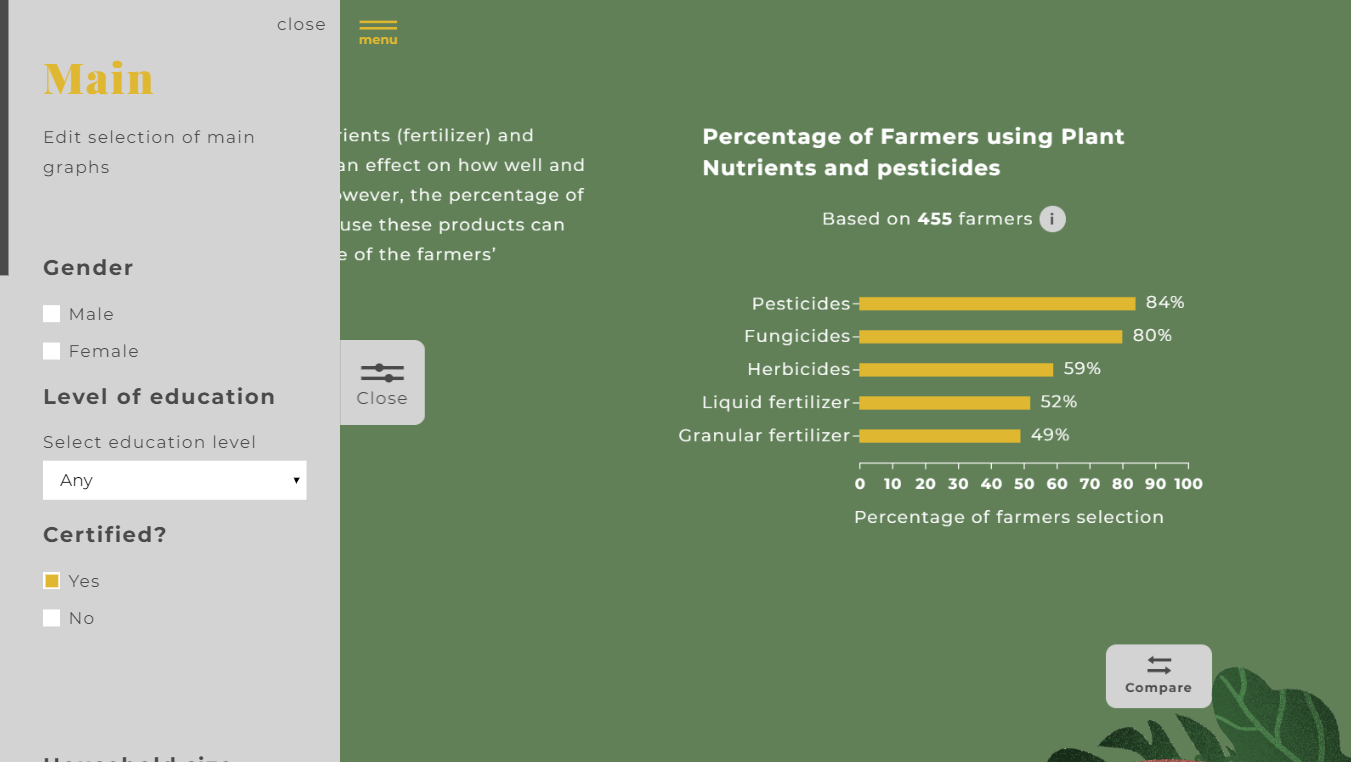 close
Main
Edit selection of main
graphs
Gender
Male
Female
Level of education
Select education level
Any
Certified?
Yes
No
menu
(fertilizer) and
an effect on how well and
the percentage of
use these products can
of the farmers’
Close
Percentage of Farmers using Plant
Nutrients and pesticides
Based on 455 farmers i
Pesticides 84%
Fungicides 80%
Herbicides 59%
Liquid fertilizer 52%
Granular fertilizer 49%
0 10 20 30 40 50 60 70 80 90 100
Percentage of farmers selection
Compare